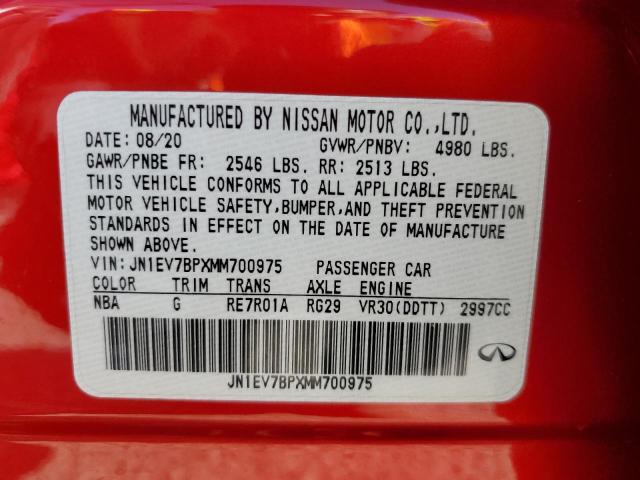 MANUFACTURED BY NISSAN MOTOR CO.,LTD.
DATE: 08/20 GVWR/PNBV: 4980 LBS.
GAWR/PNBE FR: 2546 LBS. RR: 2513 LBS.
THIS VEHICLE CONFORMS TO ALL APPLICABLE FEDERAL
MOTOR VEHICLE SAFETY,BUMPER,AND THEFT PREVENTION
STANDARDS IN EFFECT ON THE DATE OF MANUFACTURE
SHOWN ABOVE.
VIN:JN1EV7BPXMM700975 PASSENGER CAR
COLOR TRIM TRANS AXLE ENGINE
NBA G RE7R01A RG29 VR30(DDTT) 2997CC
JN1EV7BPXMM700975